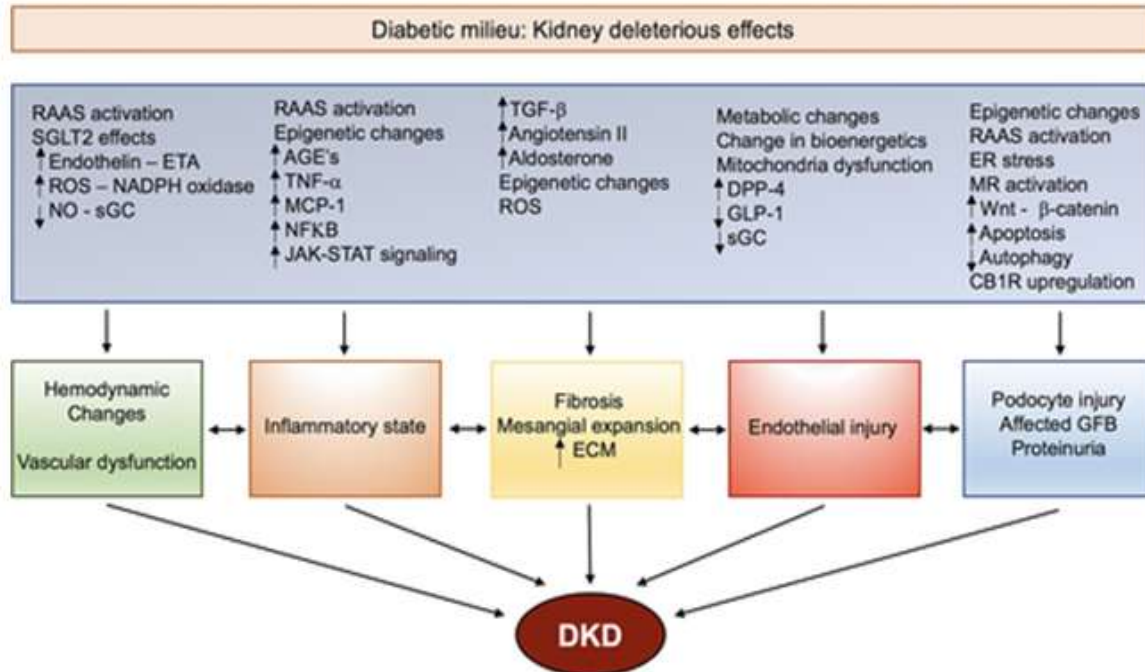 Diabetic milieu: Kidney deleterious effects
RAAS activation
SGLT2 effects
↑Endothelin – ETA
↑ROS – NADPH oxidase
↓NO - sGC
RAAS activation
Epigenetic changes
↑AGE's
↑TNF-α
↑MCP-1
↑NFKB
↑JAK-STAT signaling
↑TGF-β
↑Angiotensin II
↑Aldosterone
Epigenetic changes
ROS
Metabolic changes
Change in bioenergetics
Mitochondria dysfunction
↑DPP-4
↓GLP-1
↓sGC
Epigenetic changes
RAAS activation
ER stress
MR activation
↑Wnt - β-catenin
↑Apoptosis
↓Autophagy
CB1R upregulation
Hemodynamic
Changes
Vascular dysfunction
Inflammatory state
Fibrosis
Mesangial expansion
↑ECM
Endothelial injury
Podocyte injury
Affected GFB
Proteinuria
DKD